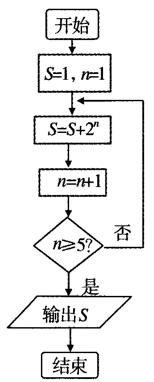 开始
S=1, n=1
S=S+2ⁿ
n=n+1
n≥5?
否
是
输出S
结束